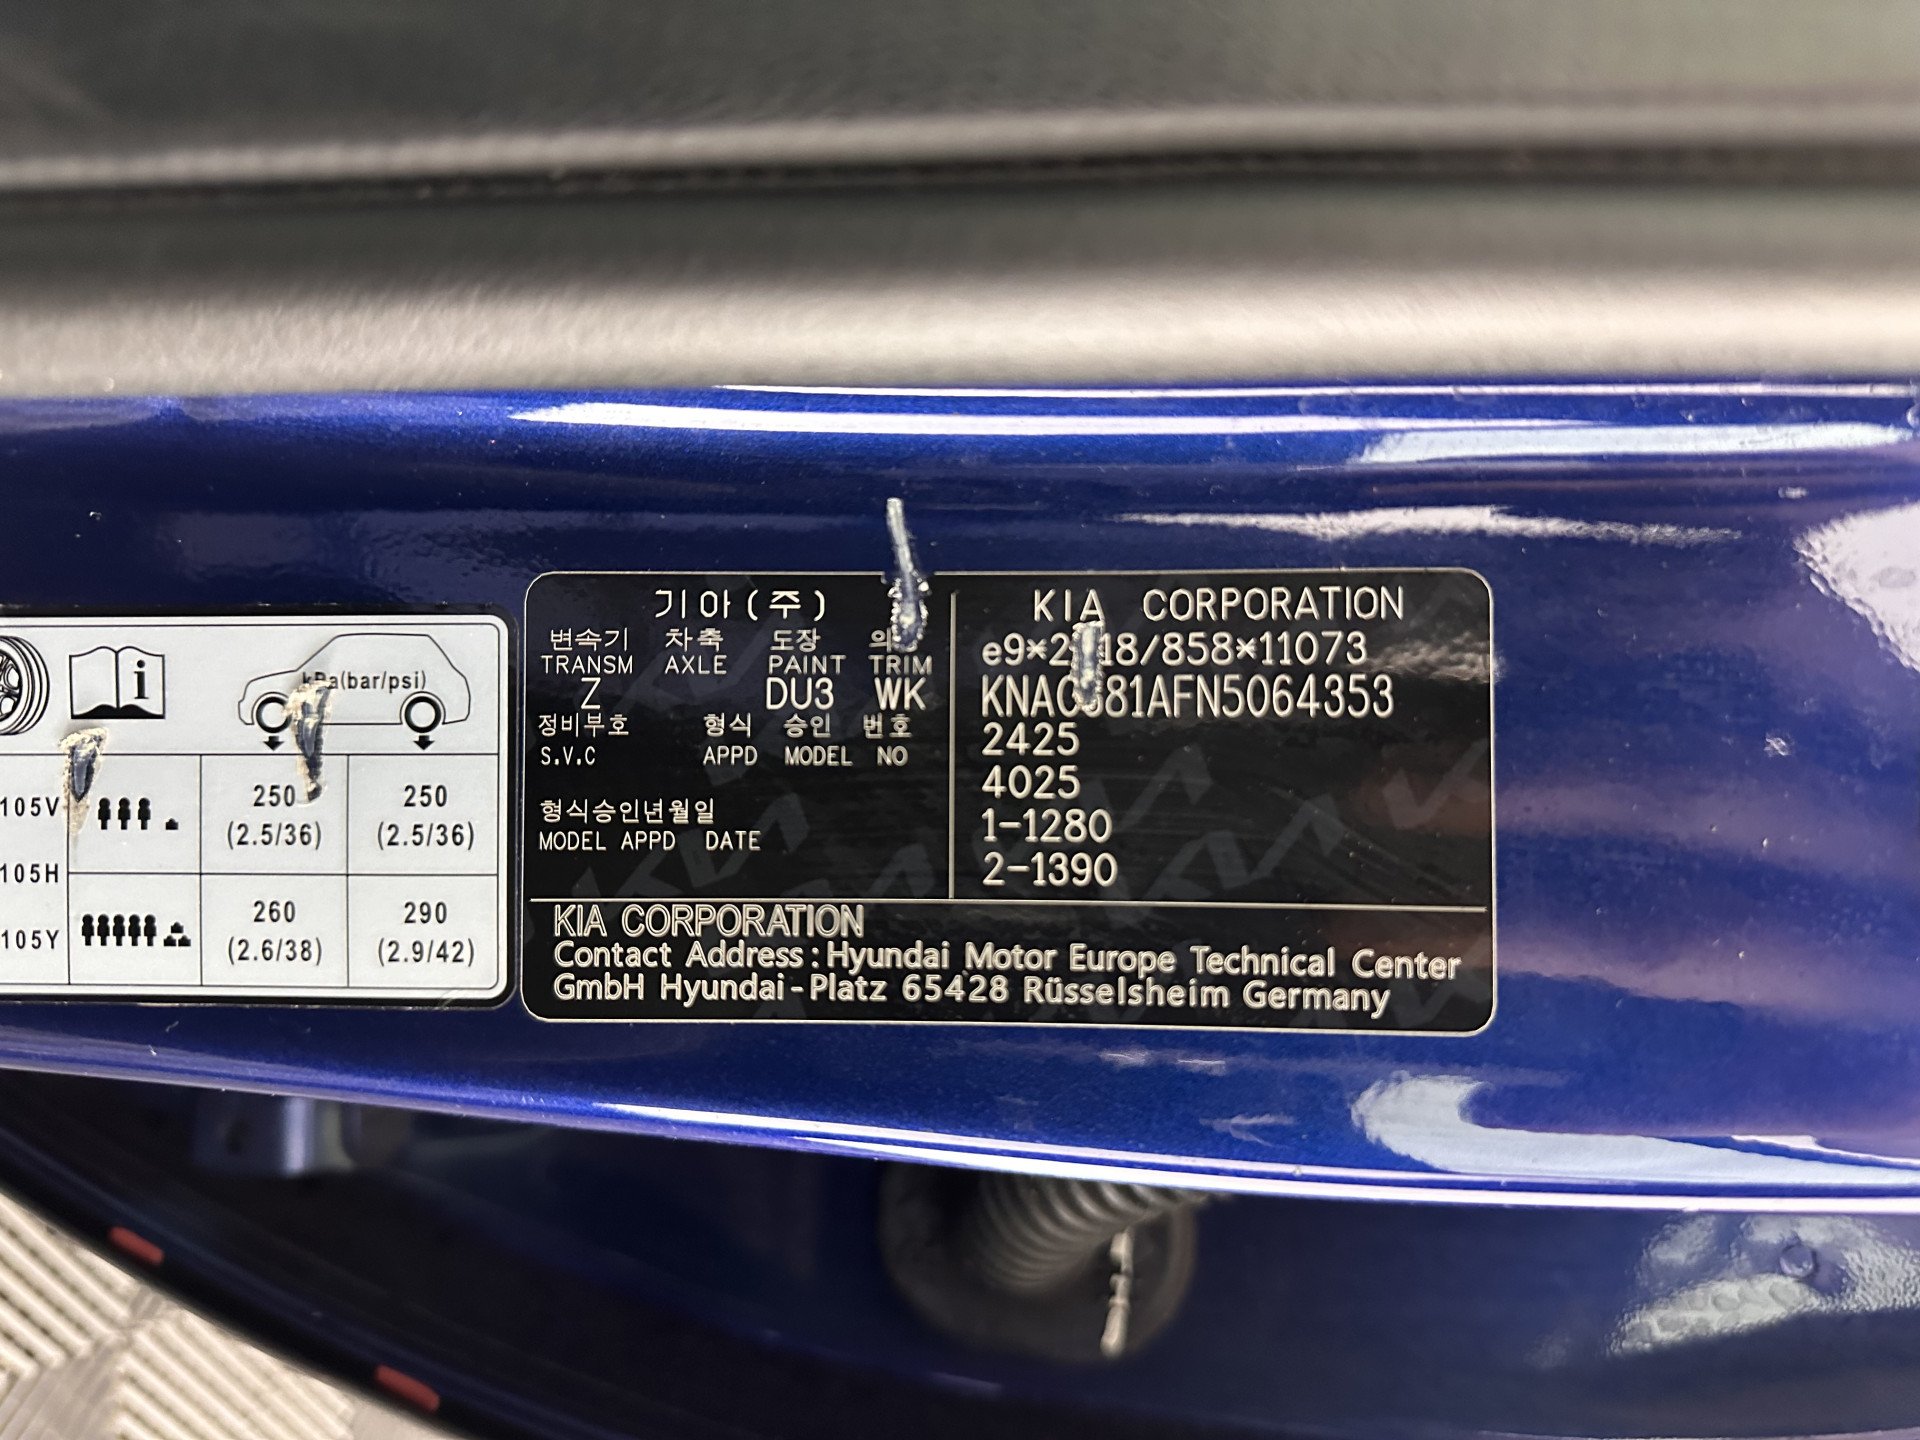 kPa(bar/psi)
105V
250
(2.5/36)
250
(2.5/36)
105H
105Y
260
(2.6/38)
290
(2.9/42)
기아(주)
변속기 차축 도장
TRANSM AXLE PAINT TRIM
Z DU3 WK
정비부호 형식 승인 번호
S.V.C APPD MODEL NO
형식승인년월일
MODEL APPD DATE
KIA CORPORATION
2425
4025
1-1280
2-1390
KIA CORPORATION
Contact Address : Hyundai Motor Europe Technical Center
GmbH Hyundai-Platz 65428 Rüsselsheim Germany